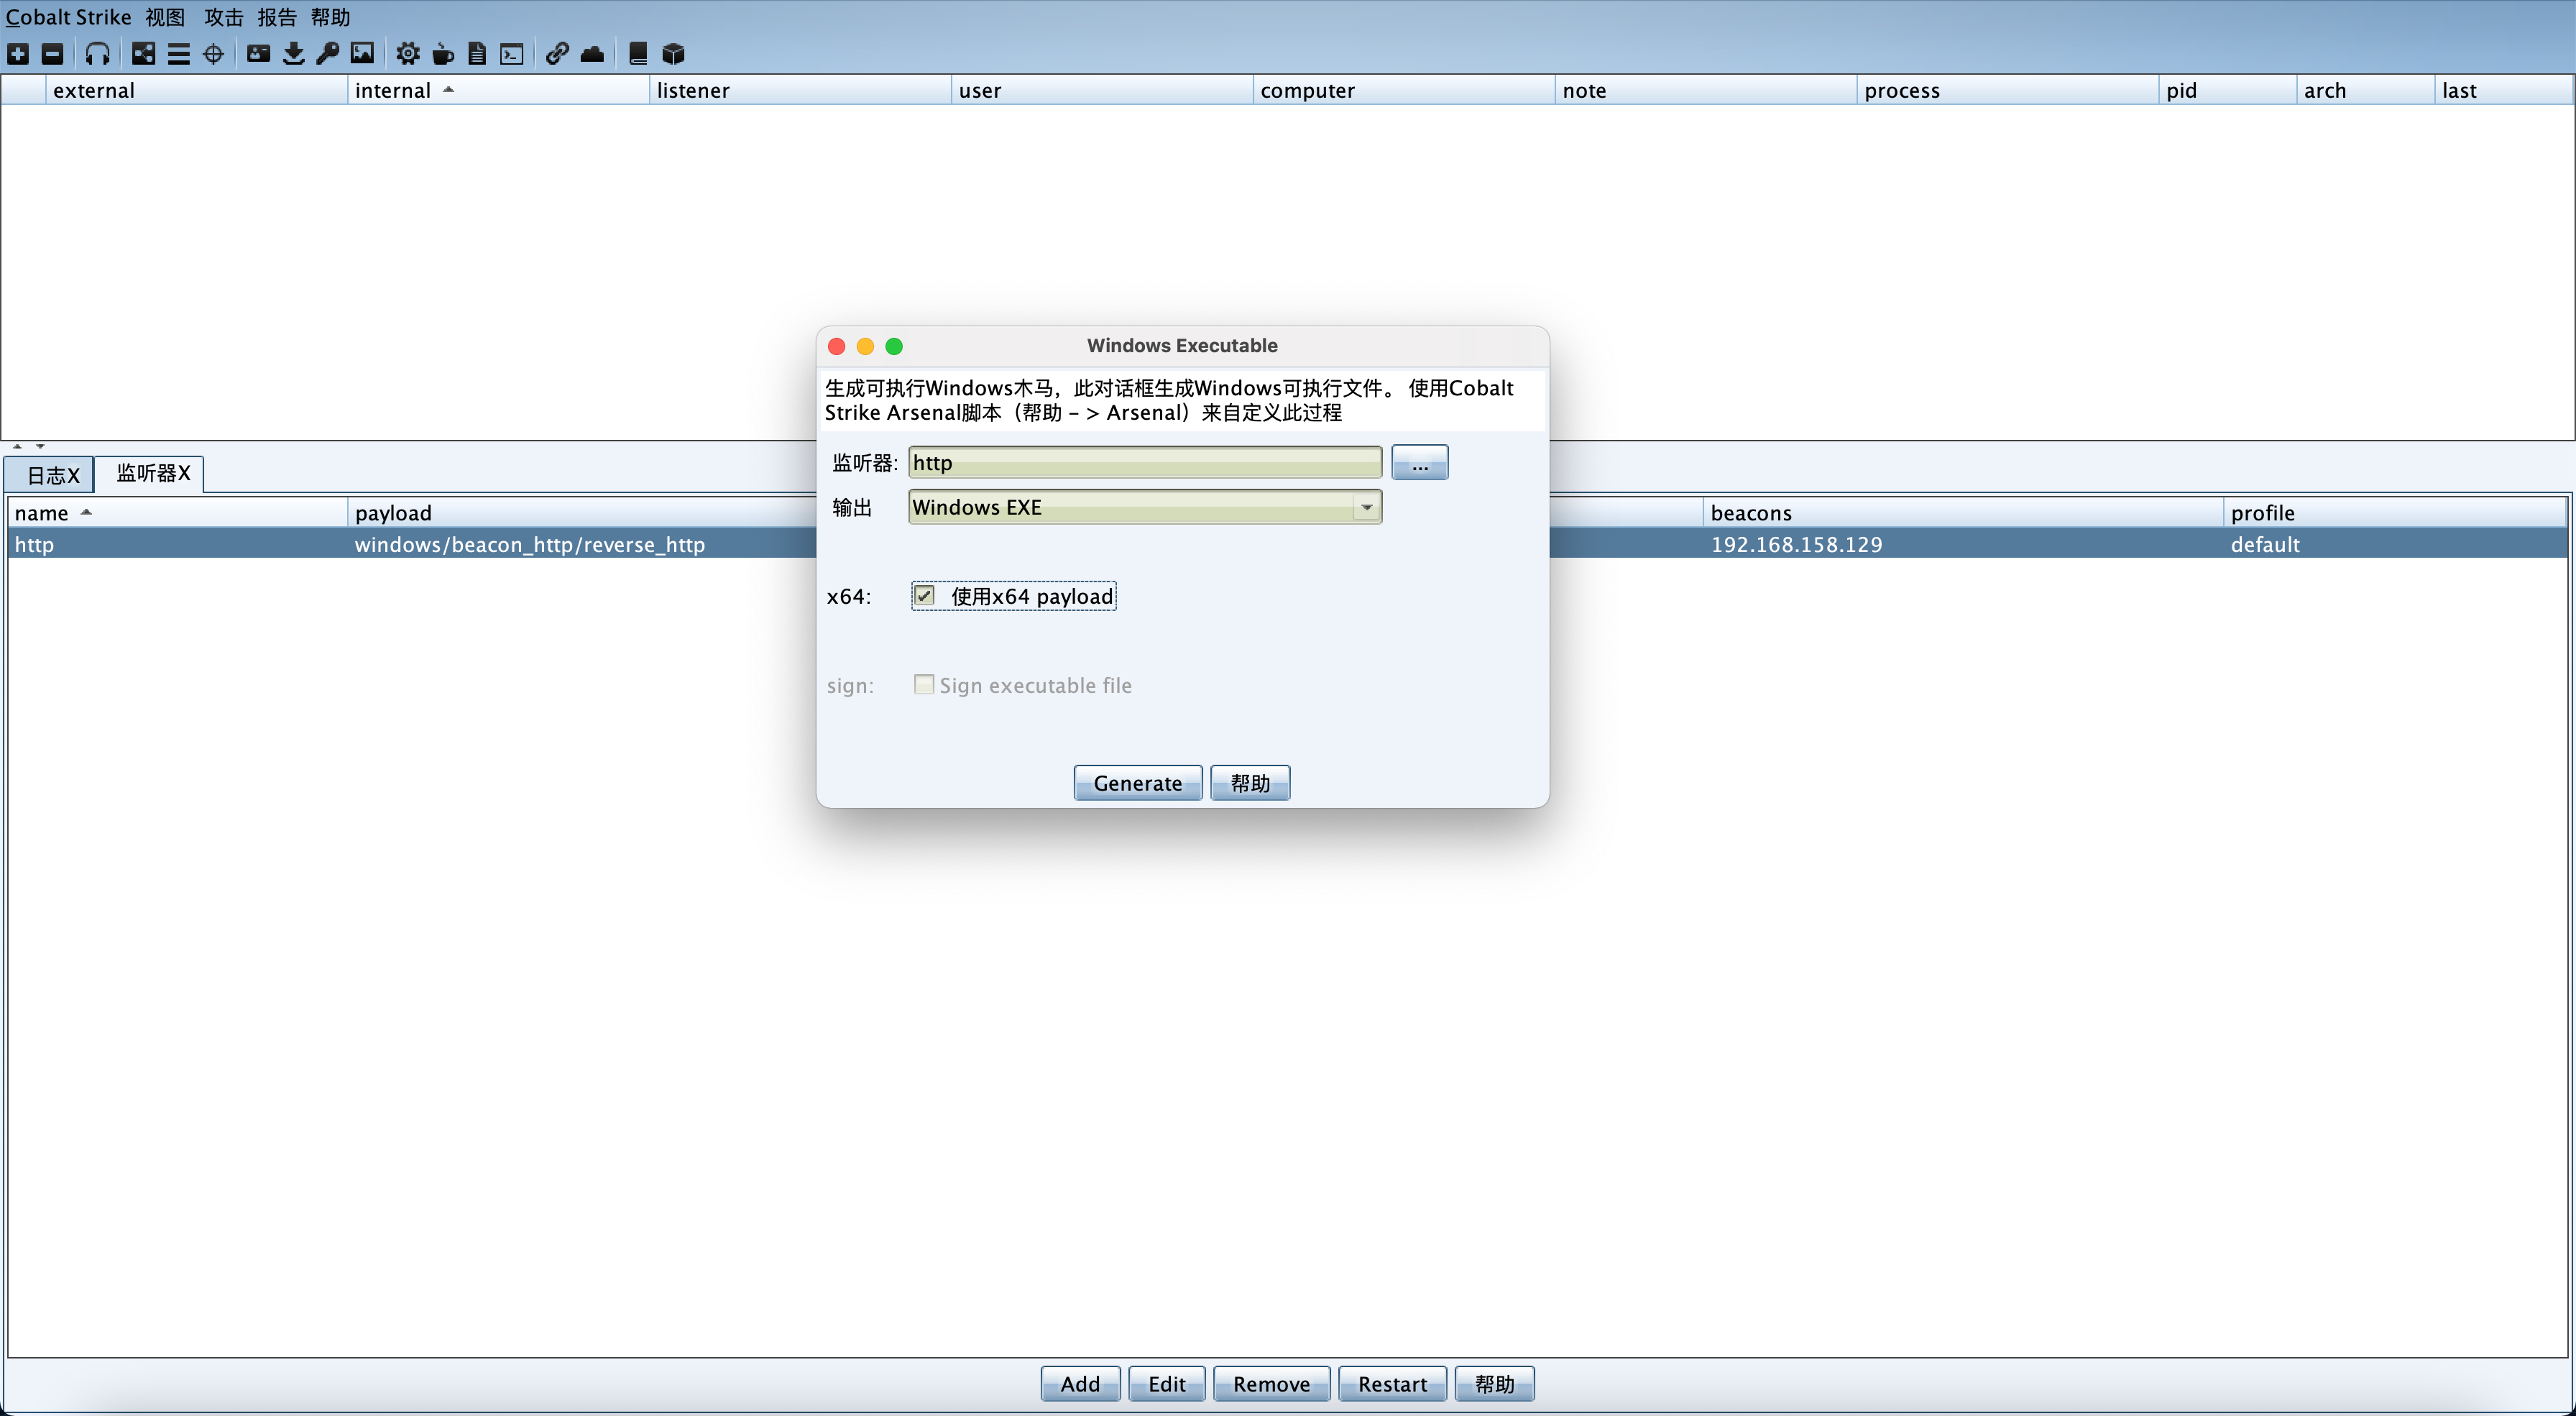 Cobalt Strike 视图 攻击 报告 帮助
external internal listener user computer note process pid arch last
Windows Executable
生成可执行Windows木马，此对话框生成Windows可执行文件。 使用Cobalt
Strike Arsenal脚本（帮助 - > Arsenal）来自定义此过程
监听器: http ...
输出 Windows EXE
x64: 使用x64 payload
sign: Sign executable file
Generate 帮助
日志X 监听器X
name payload beacons profile
http windows/beacon_http/reverse_http 192.168.158.129 default
Add Edit Remove Restart 帮助